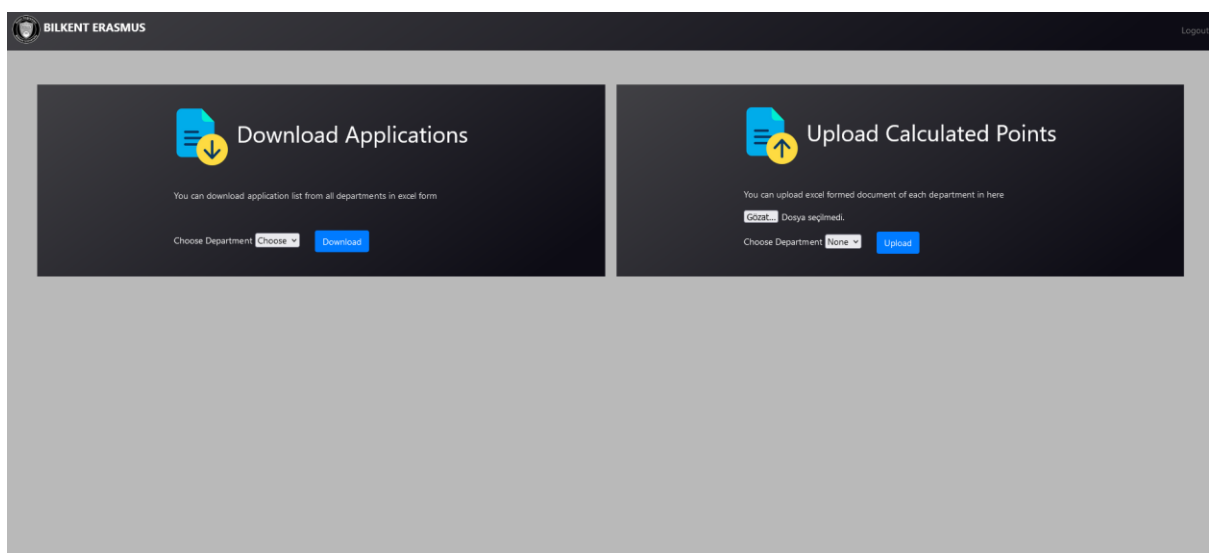 BILKENT ERASMUS
Logout
Download Applications
You can download application list from all departments in excel form
Choose Department Choose Download
Upload Calculated Points
You can upload excel formed document of each department in here
Gözat... Dosya seçilmedi.
Choose Department None Upload